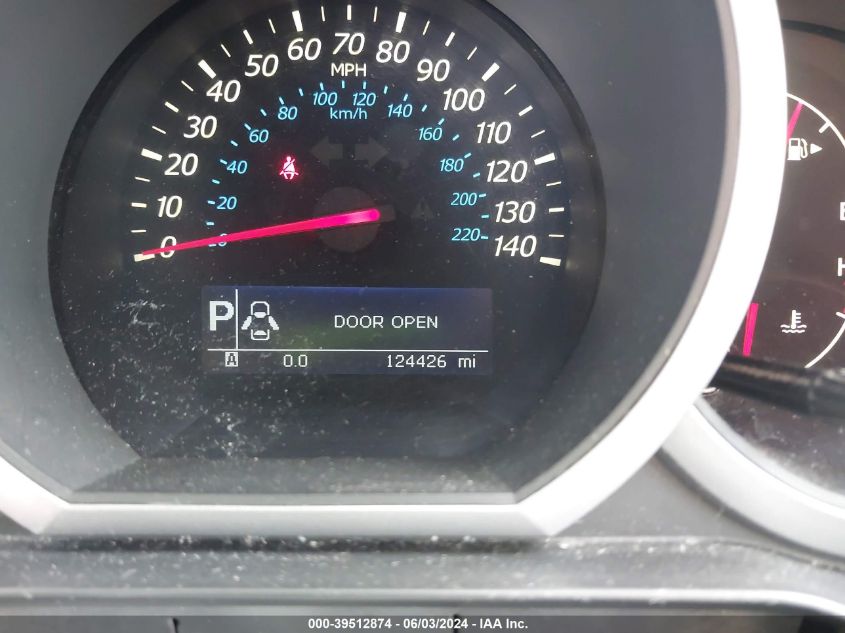 0 10 20 30 40 50 60 70 80 90 100 110 120 130 140
MPH
0 20 40 60 80 100 120 140 160 180 200 220
km/h
P
DOOR OPEN
A 0.0 124426 mi
H
000-39512874 - 06/03/2024 - IAA Inc.